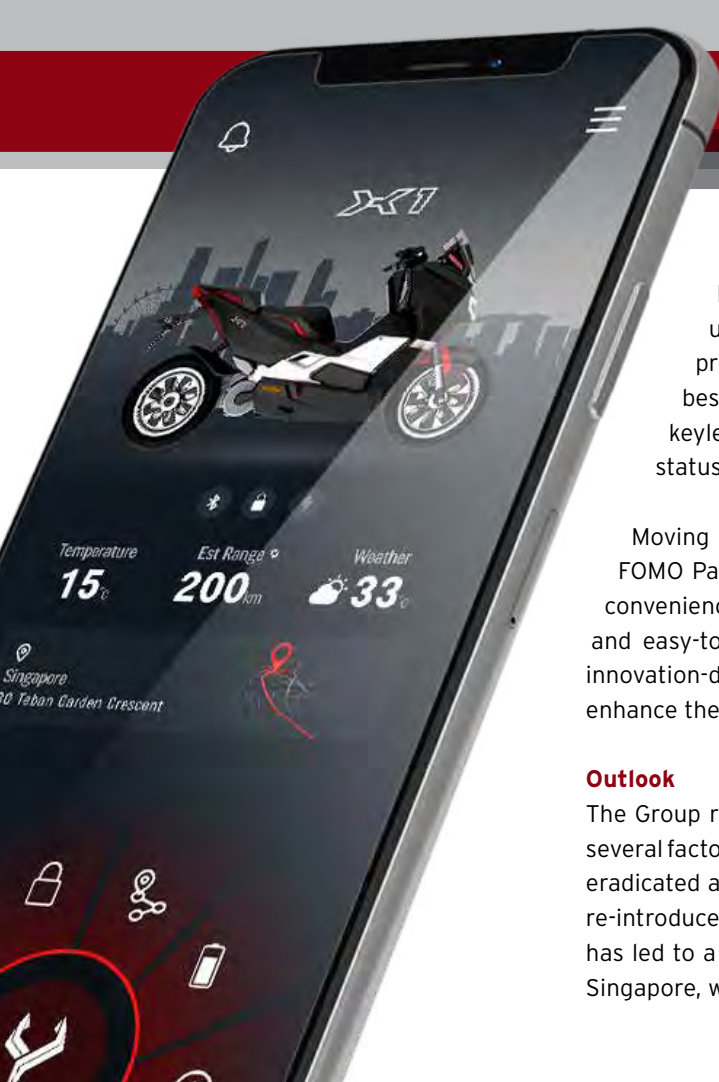 X1
Temperature
15°c
Est Range
200km
Weather
33°c
Singapore
30 Teban Garden Crescent
u
pr
bes
keyle
status
Moving
FOMO Pa
convenienc
and easy-to
innovation-d
enhance the
Outlook
The Group r
several facto
eradicated a
re-introduce
has led to a
Singapore, w